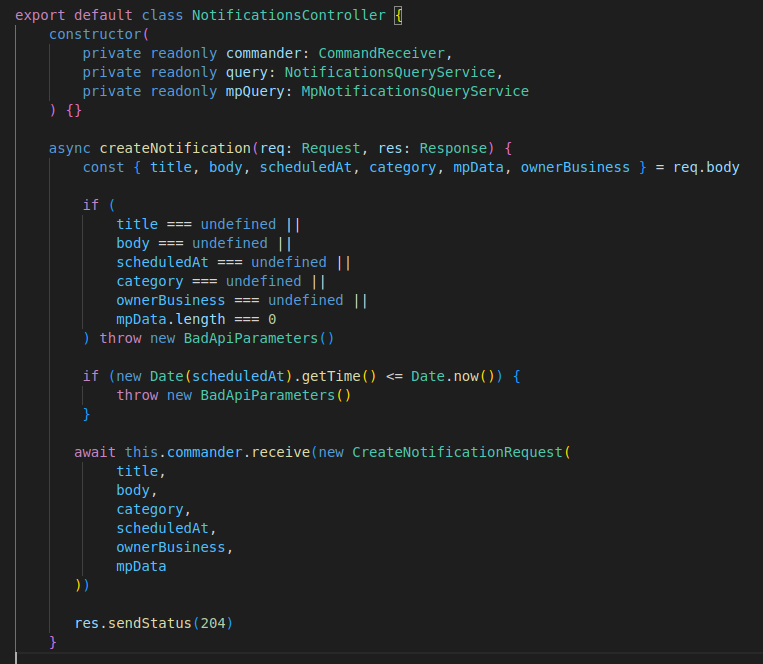 export default class NotificationsController {
    constructor(
        private readonly commander: CommandReceiver,
        private readonly query: NotificationsQueryService,
        private readonly mpQuery: MpNotificationsQueryService
    ) {}

    async createNotification(req: Request, res: Response) {
        const { title, body, scheduledAt, category, mpData, ownerBusiness } = req.body

        if (
            title === undefined ||
            body === undefined ||
            scheduledAt === undefined ||
            category === undefined ||
            ownerBusiness === undefined ||
            mpData.length === 0
        ) throw new BadApiParameters()

        if (new Date(scheduledAt).getTime() <= Date.now()) {
            throw new BadApiParameters()
        }

       await this.commander.receive(new CreateNotificationRequest(
            title,
            body,
            category,
            scheduledAt,
            ownerBusiness,
            mpData
       ))

       res.sendStatus(204)
    }